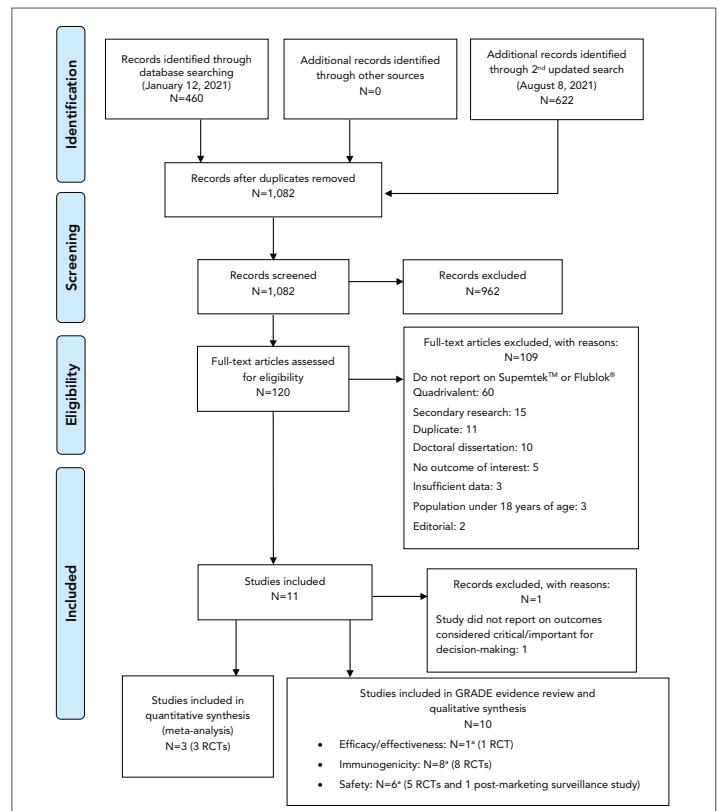 Identification
Records identified through
database searching
(January 12, 2021)
N=460
Additional records identified
through other sources
N=0
Additional records identified
through 2nd updated search
(August 8, 2021)
N=622
Records after duplicates removed
N=1,082
Screening
Records screened
N=1,082
Records excluded
N=962
Eligibility
Full-text articles assessed
for eligibility
N=120
Full-text articles excluded, with reasons:
N=109
Do not report on Supemtek™ or Flublok®
Quadrivalent: 60
Secondary research: 15
Duplicate: 11
Doctoral dissertation: 10
No outcome of interest: 5
Insufficient data: 3
Population under 18 years of age: 3
Editorial: 2
Included
Studies included
N=11
Records excluded, with reasons:
N=1
Study did not report on outcomes
considered critical/important for
decision-making: 1
Studies included in
quantitative synthesis
(meta-analysis)
N=3 (3 RCTs)
Studies included in GRADE evidence review and
qualitative synthesis
N=10
• Efficacy/effectiveness: N=1a (1 RCT)
• Immunogenicity: N=8a (8 RCTs)
• Safety: N=6a (5 RCTs and 1 post-marketing surveillance study)